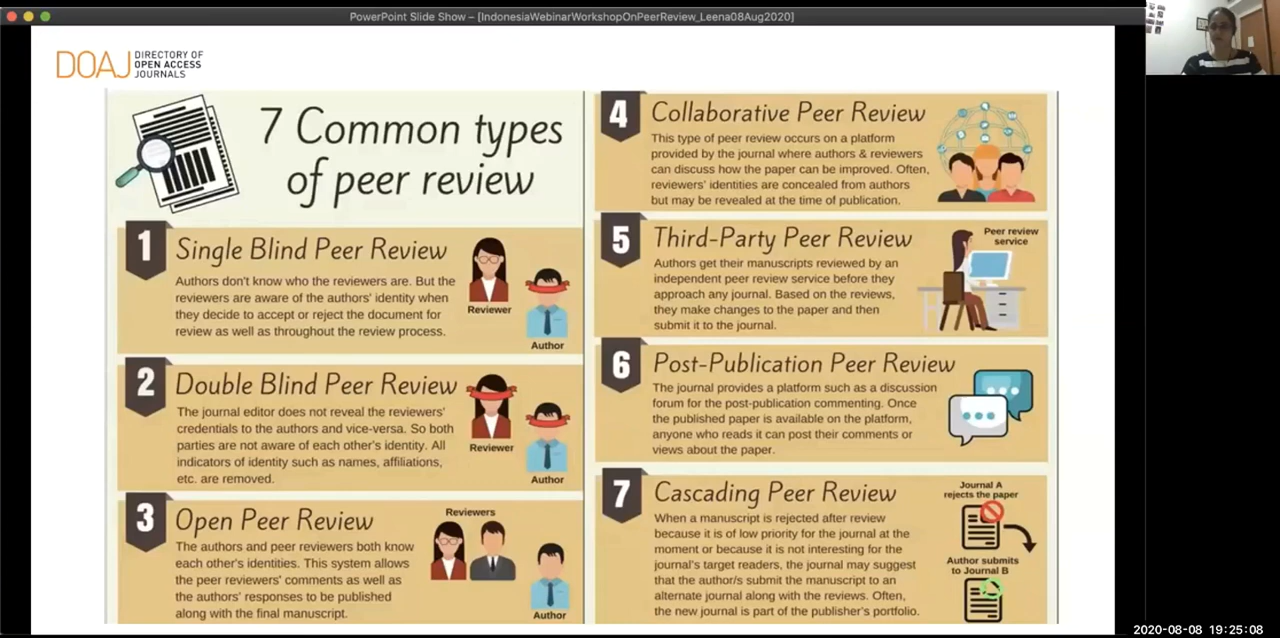 PowerPoint Slide Show – [IndonesiaWebinarWorkshopOnPeerReview_Leena08Aug2020]
DOAJ
DIRECTORY OF
OPEN ACCESS
JOURNALS
7 Common types
of peer review
1
Single Blind Peer Review
Authors don't know who the reviewers are. But the
reviewers are aware of the authors' identity when
they decide to accept or reject the document for
review as well as throughout the review process.
Reviewer
Author
2
Double Blind Peer Review
The journal editor does not reveal the reviewers'
credentials to the authors and vice-versa. So both
parties are not aware of each other's identity. All
indicators of identity such as names, affiliations,
etc. are removed.
Reviewer
Author
3
Open Peer Review
The authors and peer reviewers both know
each other's identities. This system allows
the peer reviewers' comments as well as
the authors' responses to be published
along with the final manuscript.
Reviewers
Author
4
Collaborative Peer Review
This type of peer review occurs on a platform
provided by the journal where authors & reviewers
can discuss how the paper can be improved. Often,
reviewers' identities are concealed from authors
but may be revealed at the time of publication.
5
Third-Party Peer Review
Authors get their manuscripts reviewed by an
independent peer review service before they
approach any journal. Based on the reviews,
they make changes to the paper and then
submit it to the journal.
Peer review
service
6
Post-Publication Peer Review
The journal provides a platform such as a discussion
forum for the post-publication commenting. Once
the published paper is available on the platform,
anyone who reads it can post their comments or
views about the paper.
7
Cascading Peer Review
When a manuscript is rejected after review
because it is of low priority for the journal at the
moment or because it is not interesting for the
journal's target readers, the journal may suggest
that the author/s submit the manuscript to an
alternate journal along with the reviews. Often,
the new journal is part of the publisher's portfolio.
Journal A
rejects the paper
Author submits
to Journal B
2020-08-08 19:25:08